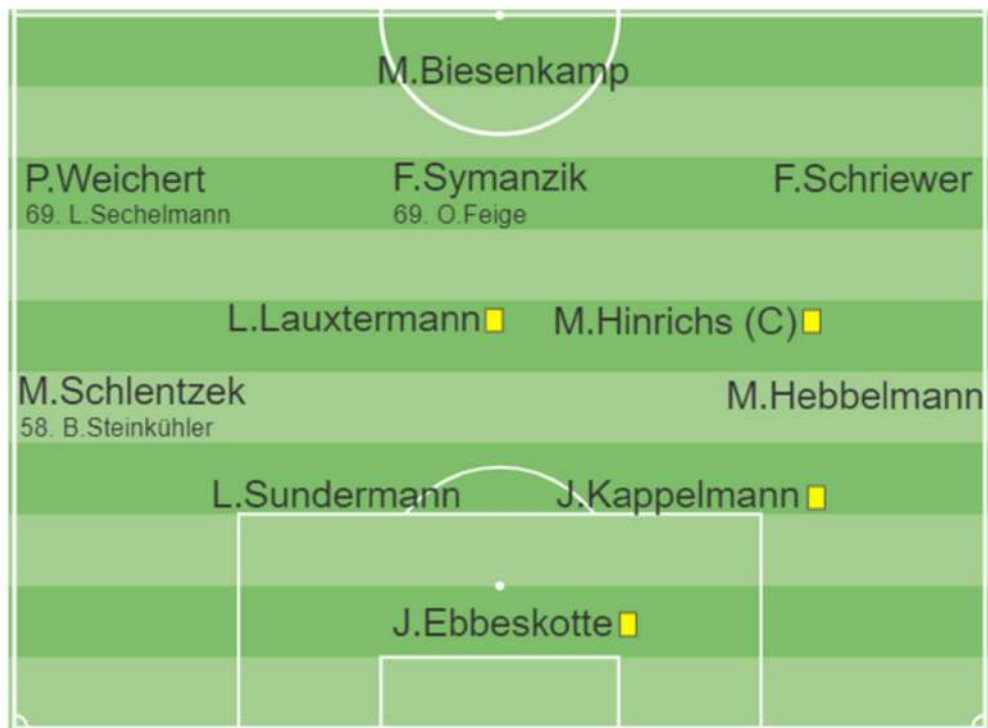 M.Biesenkamp
P.Weichert
69. L.Sechelmann
F.Symanzik
69. O.Feige
F.Schriewer
L.Lauxtermann
M.Hinrichs (C)
M.Schlentzek
58. B.Steinkühler
M.Hebbelmann
L.Sundermann
J.Kappelmann
J.Ebbeskotte